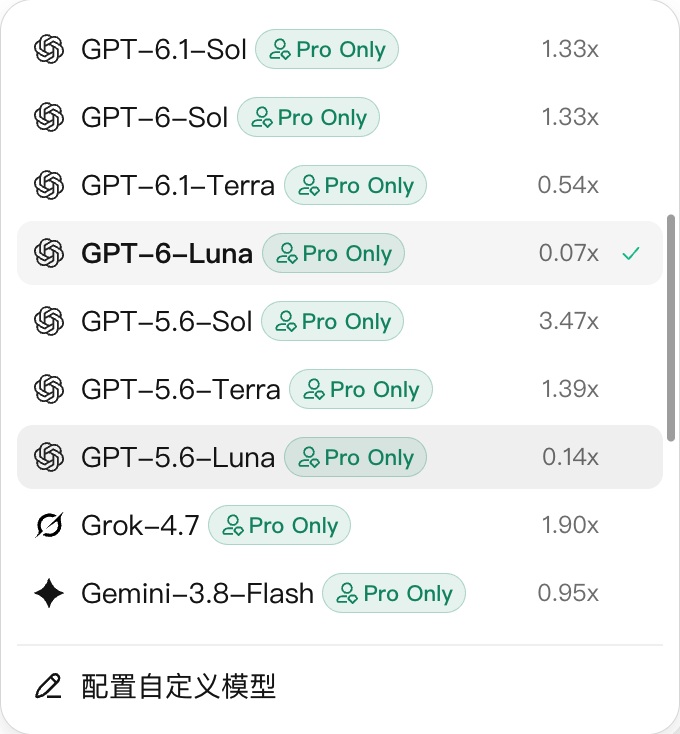 GPT-6.1-Sol Pro Only 1.33x
GPT-6-Sol Pro Only 1.33x
GPT-6.1-Terra Pro Only 0.54x
GPT-6-Luna Pro Only 0.07x
GPT-5.6-Sol Pro Only 3.47x
GPT-5.6-Terra Pro Only 1.39x
GPT-5.6-Luna Pro Only 0.14x
Grok-4.7 Pro Only 1.90x
Gemini-3.8-Flash Pro Only 0.95x
配置自定义模型